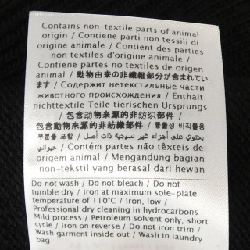 Contains non-textile parts of animal
origin / Contiene parti non tessili di
origine animale / Contient des parties
non textiles d'origine animale /
Contiene partes no textiles de origen
animal / 動物由来の非繊維部分が含まれてい
ます / Содержит нетекстильные части
животного происхождения / Enthält
nichttextile Teile tierischen Ursprungs
/ 包含动物来源的非纺织部件 /
包含動物來源的非紡織部件 /
/ Contém partes não têxteis de
origem animal / Mengandung bagian
non-tekstil yang berasal dari hewan
Do not wash / Do not bleach / Do not
tumble dry / Iron at maximum sole-plate
temperature of 110°C / Iron, low /
Professional dry cleaning in hydrocarbons
Mild process / Petroleum solvent only, short
cycle / Iron on reverse / Do not iron trim /
Wash garment inside out / Wash in laundry
bag